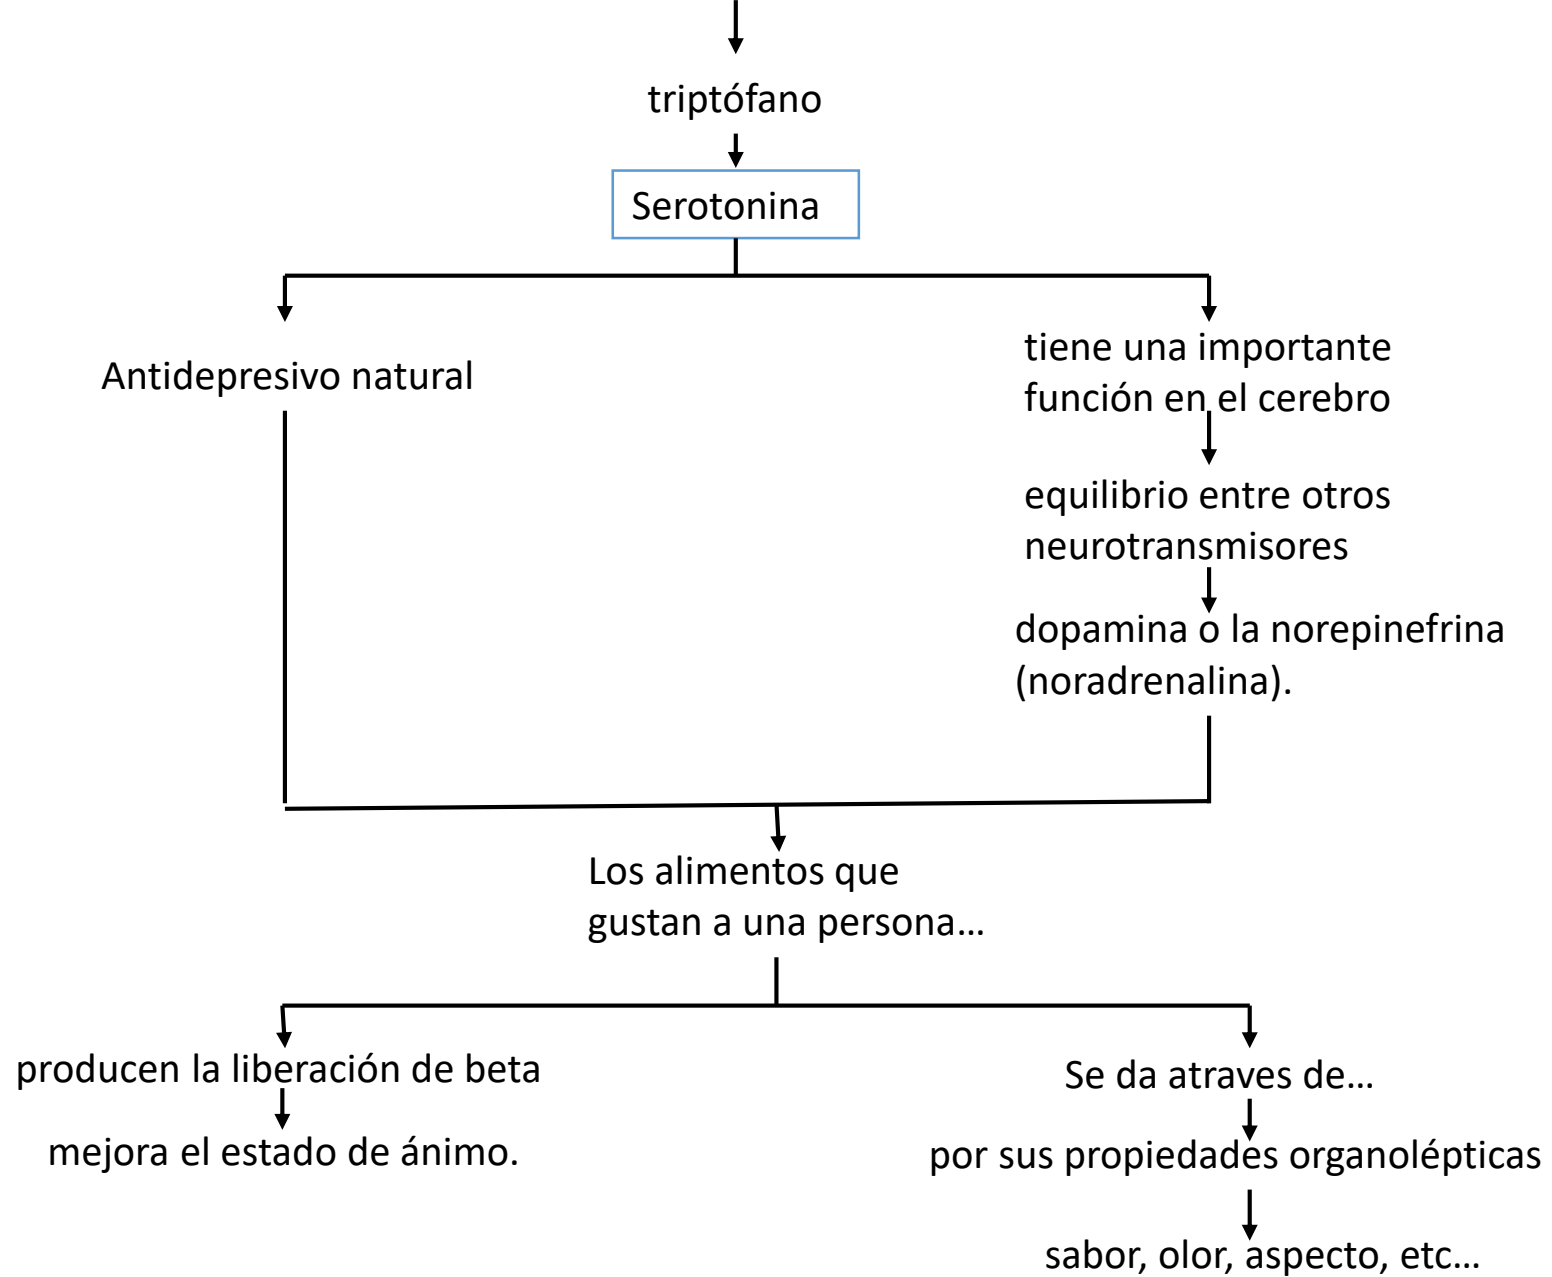 triptófano
Serotonina
Antidepresivo natural
tiene una importante
función en el cerebro
equilibrio entre otros
neurotransmisores
dopamina o la norepinefrina
(noradrenalina).
Los alimentos que
gustan a una persona...
producen la liberación de beta
mejora el estado de ánimo.
Se da atraves de...
por sus propiedades organolépticas
sabor, olor, aspecto, etc...